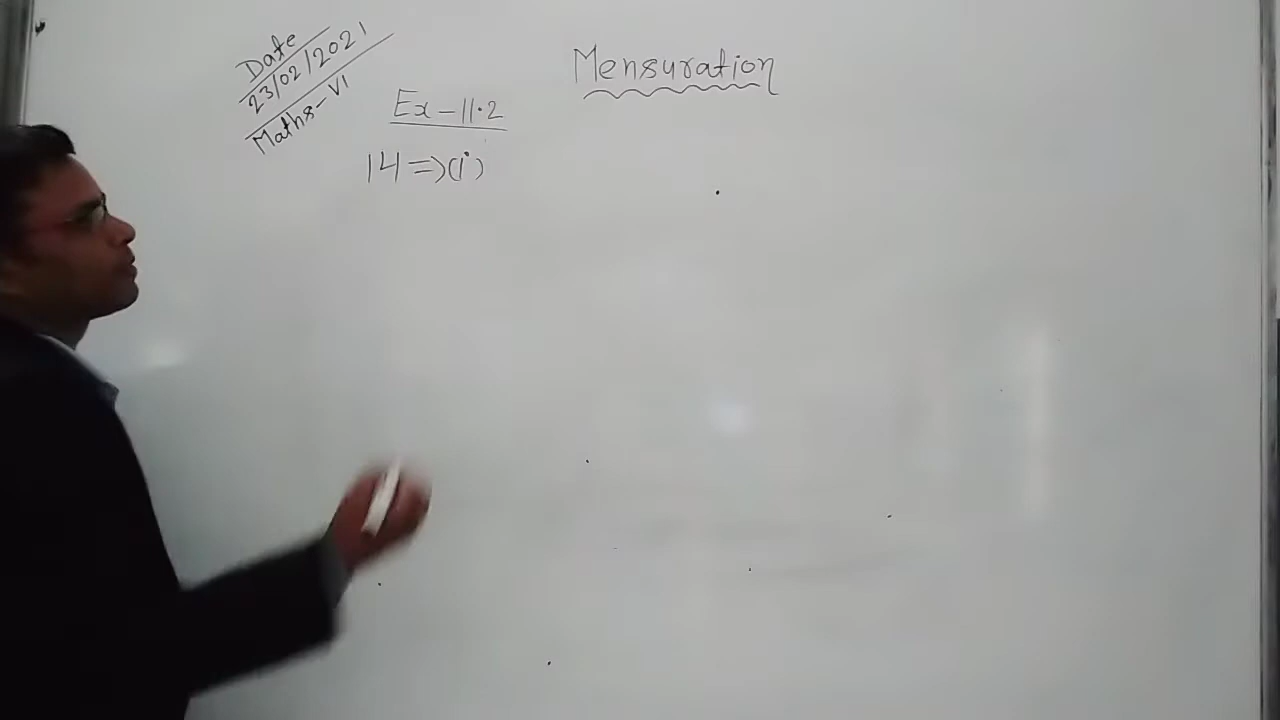 Date
23/02/2021
Maths-VI
Mensuration
Ex-11.2
14=>(i)